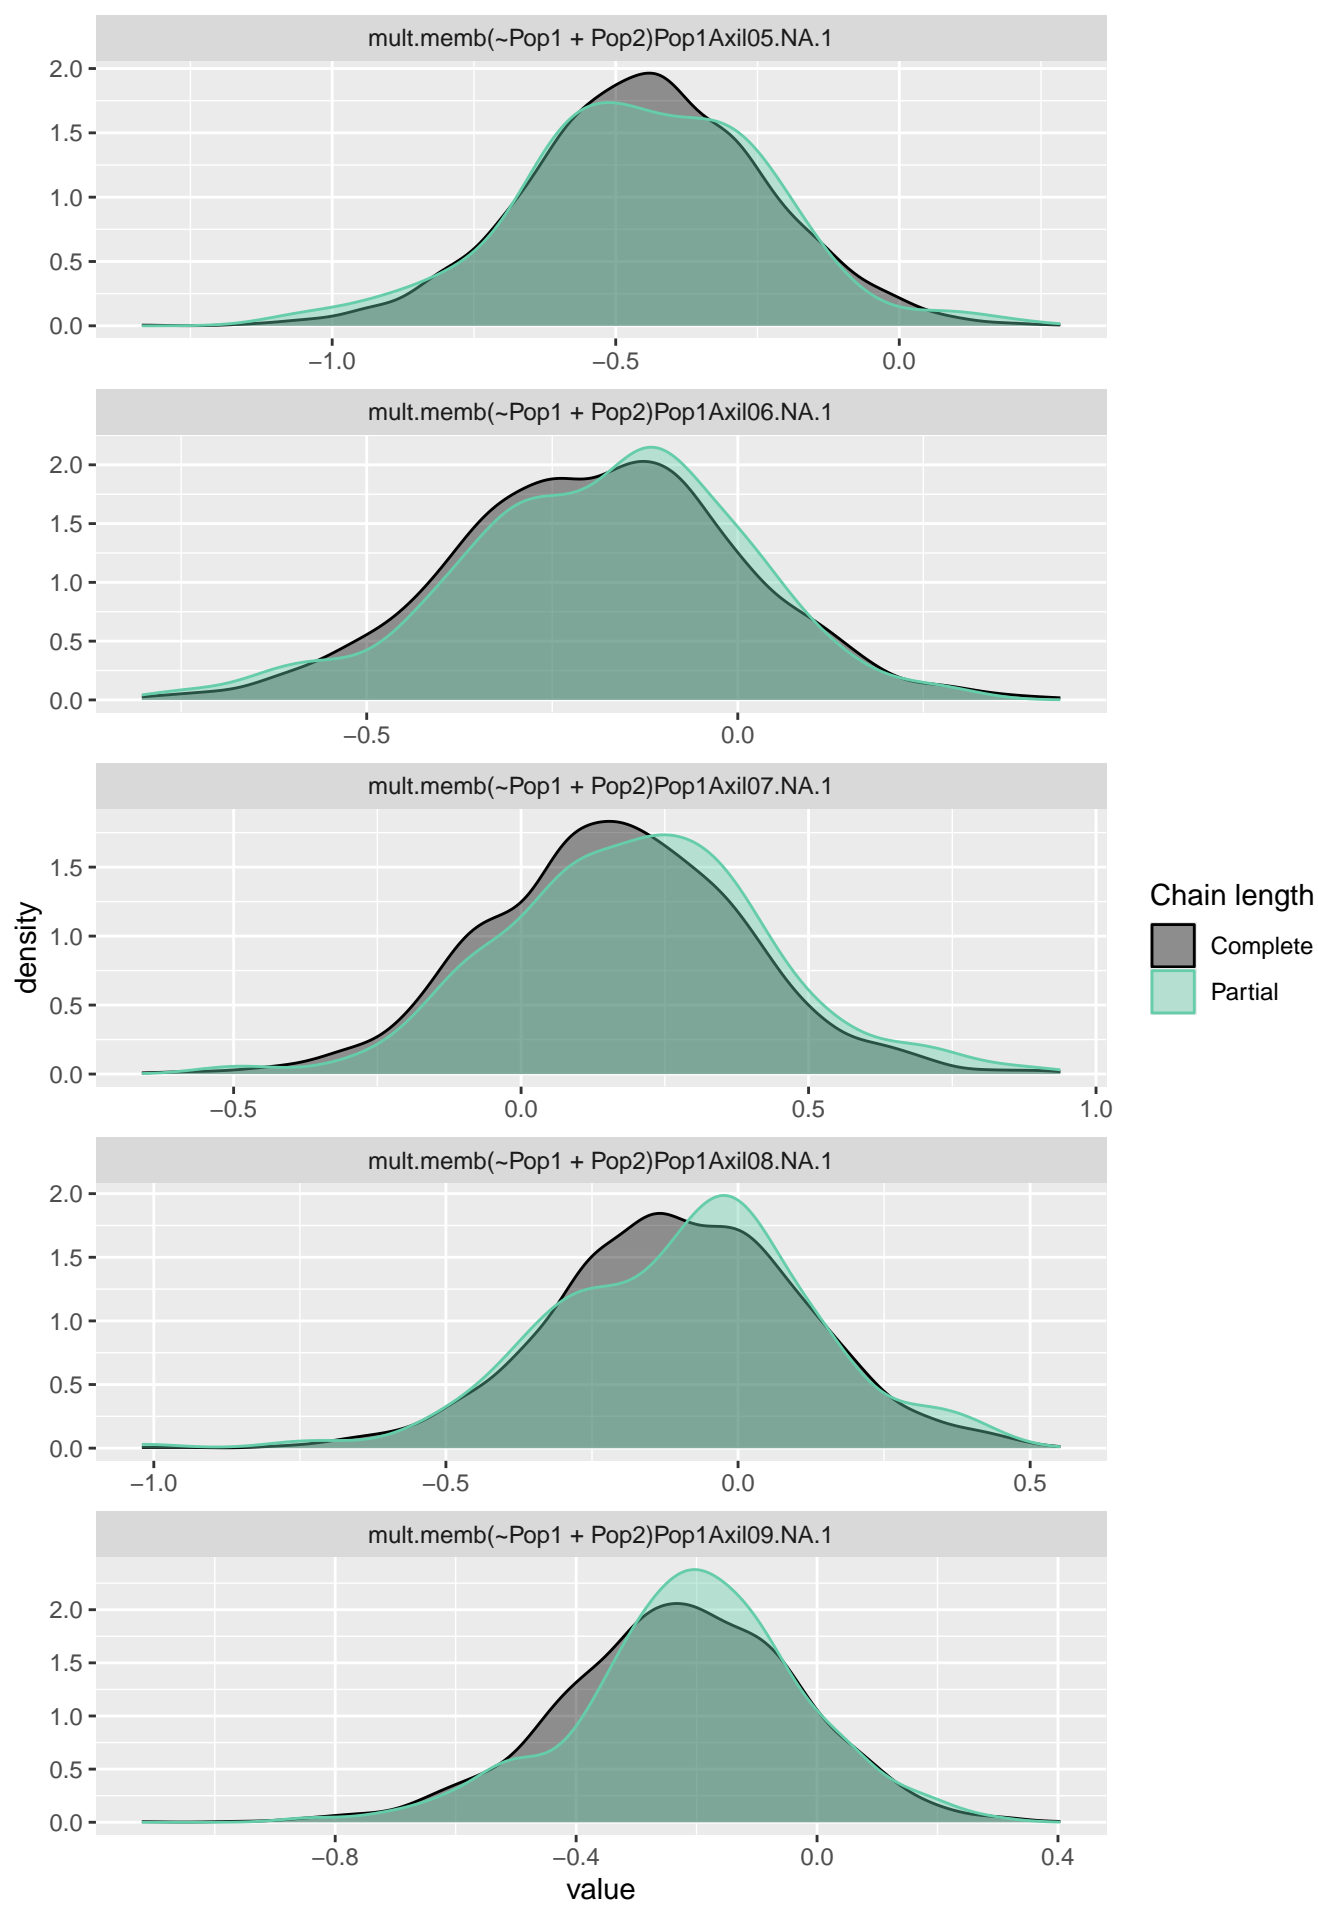 mult.memb(~Pop1 + Pop2)Pop1Axil05.NA.1
2.0
1.5
1.0
0.5
0.0
−1.0 −0.5 0.0
mult.memb(~Pop1 + Pop2)Pop1Axil06.NA.1
2.0
1.5
1.0
0.5
0.0
−0.5 0.0
mult.memb(~Pop1 + Pop2)Pop1Axil07.NA.1
1.5
1.0
0.5
0.0
−0.5 0.0 0.5 1.0
mult.memb(~Pop1 + Pop2)Pop1Axil08.NA.1
2.0
1.5
1.0
0.5
0.0
−1.0 −0.5 0.0 0.5
mult.memb(~Pop1 + Pop2)Pop1Axil09.NA.1
2.0
1.5
1.0
0.5
0.0
−0.8 −0.4 0.0 0.4
value
density
Chain length
Complete
Partial